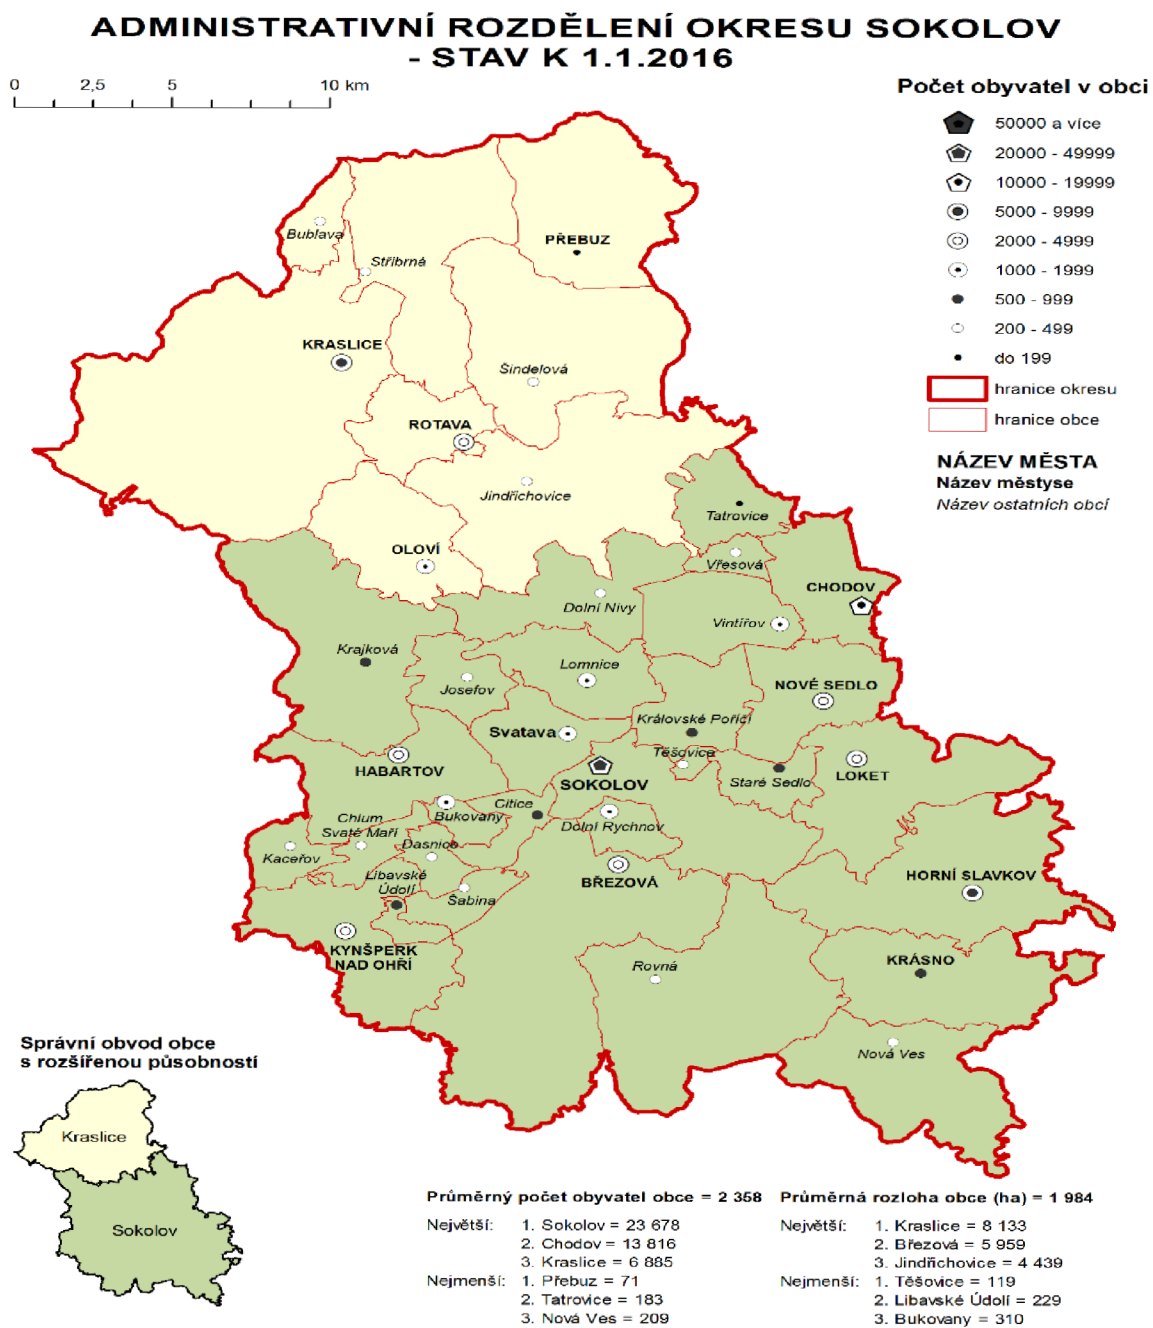 ADMINISTRATIVNÍ ROZDĚLENÍ OKRESU SOKOLOV
- STAV K 1.1.2016
0 2,5 5 10 km
Počet obyvatel v obci
50000 a více
20000 - 49999
10000 - 19999
5000 - 9999
2000 - 4999
1000 - 1999
500 - 999
200 - 499
do 199
hranice okresu
hranice obce
NÁZEV MĚSTA
Název městyse
Název ostatních obcí
Bublava
Stříbrná
PŘEBUZ
KRASLICE
Šindelová
ROTAVA
Jindřichovice
Tatrovice
OLOVÍ
Vřesová
CHODOV
Dolní Nivy
Vintířov
Krajková
Lomnice
Josefov
NOVÉ SEDLO
Královské Poříčí
Svatava
Těšovice
HABARTOV
SOKOLOV
Staré Sedlo
LOKET
Citice
Bukovany
Dolní Rychnov
Chlum
Svaté Maří
Dasnice
Kaceřov
Libavské
Údolí
BŘEZOVÁ
HORNÍ SLAVKOV
Šabina
KYNŠPERK
NAD OHŘÍ
Rovná
KRÁSNO
Nová Ves
Správní obvod obce
s rozšířenou působností
Kraslice
Sokolov
Průměrný počet obyvatel obce = 2 358
Největší: 1. Sokolov = 23 678
2. Chodov = 13 816
3. Kraslice = 6 885
Nejmenší: 1. Přebuz = 71
2. Tatrovice = 183
3. Nová Ves = 209
Průměrná rozloha obce (ha) = 1 984
Největší: 1. Kraslice = 8 133
2. Březová = 5 959
3. Jindřichovice = 4 439
Nejmenší: 1. Těšovice = 119
2. Libavské Údolí = 229
3. Bukovany = 310